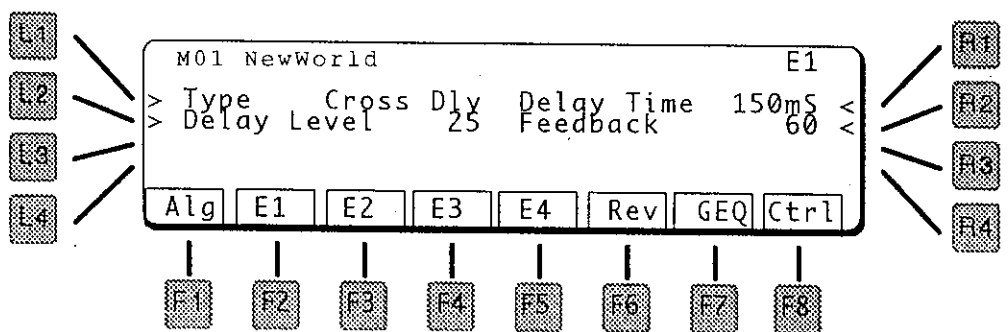 L1
R1
M01 NewWorld E1
L2
R2
> Type Cross Dly Delay Time 150mS <
> Delay Level 25 Feedback 60 <
L3
R3
L4
R4
Alg E1 E2 E3 E4 Rev GEQ Ctrl
F1 F2 F3 F4 F5 F6 F7 F8